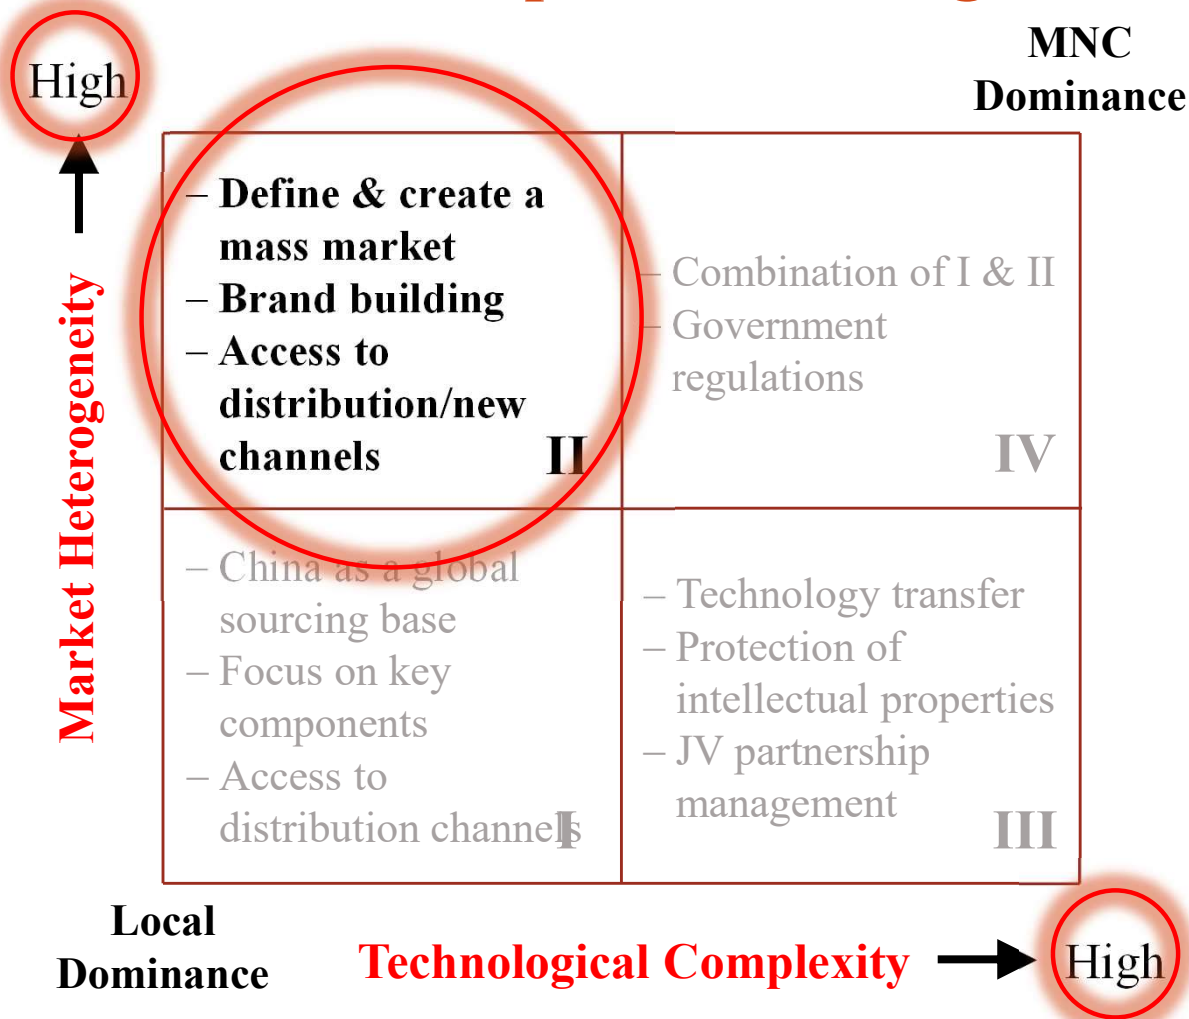 High
MNC
Dominance
– Define & create a
mass market
– Brand building
– Access to
distribution/new
channels
II
– Combination of I & II
– Government
regulations
IV
Market Heterogeneity
– China as a global
sourcing base
– Focus on key
components
– Access to
distribution channels
I
– Technology transfer
– Protection of
intellectual properties
– JV partnership
management
III
Local
Dominance
Technological Complexity
High